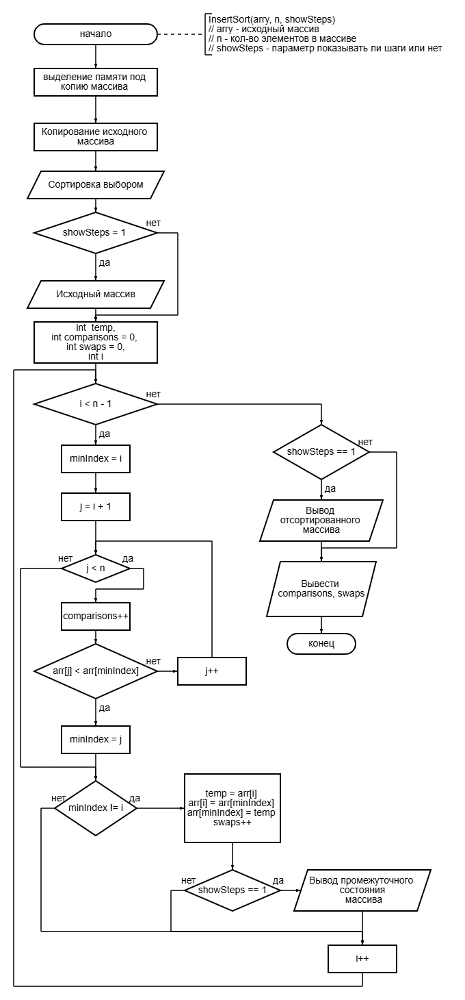 начало
InsertSort(arry, n, showSteps)
// arry - исходный массив
// n - кол-во элементов в массиве
// showSteps - параметр показывать ли шаги или нет
выделение памяти под
копию массива
Копирование исходного
массива
Сортировка выбором
showSteps = 1
нет
да
Исходный массив
int  temp,
int comparisons = 0,
int swaps = 0,
int i
i < n - 1
нет
да
minIndex = i
j = i + 1
j < n
нет
да
comparisons++
arr[j] < arr[minIndex]
нет
j++
да
minIndex = j
minIndex != i
нет
да
temp = arr[i]
arr[i] = arr[minIndex]
arr[minIndex] = temp
swaps++
showSteps == 1
нет
да
Вывод промежуточного
состояния
массива
i++
showSteps == 1
нет
да
Вывод
отсортированного
массива
Вывести
comparisons, swaps
конец